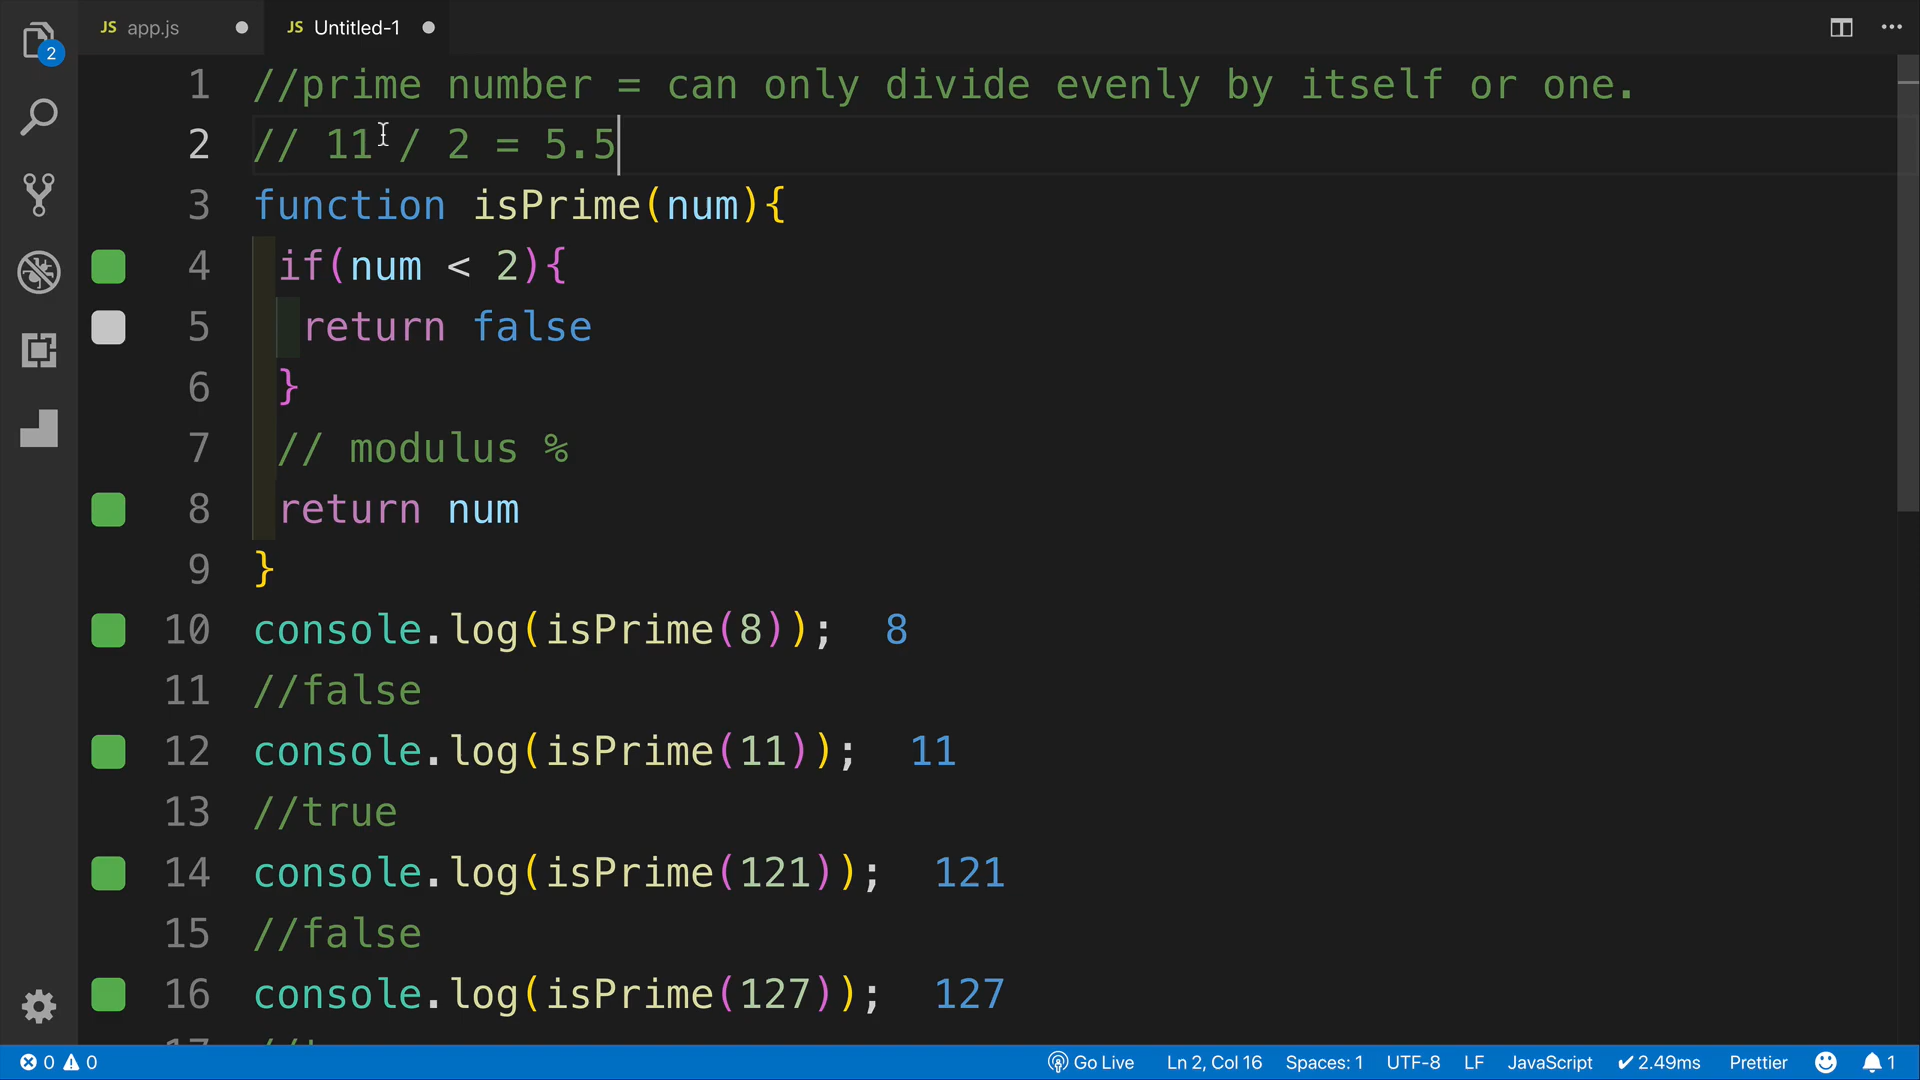 JS app.js JS Untitled-1
2
1 //prime number = can only divide evenly by itself or one.
2 // 11 / 2 = 5.5
3 function isPrime(num){
4 if(num < 2){
5 return false
6 }
7 // modulus %
8 return num
9 }
10 console.log(isPrime(8)); 8
11 //false
12 console.log(isPrime(11)); 11
13 //true
14 console.log(isPrime(121)); 121
15 //false
16 console.log(isPrime(127)); 127
0 0 Go Live Ln 2, Col 16 Spaces: 1 UTF-8 LF JavaScript ✔ 2.49ms Prettier 1